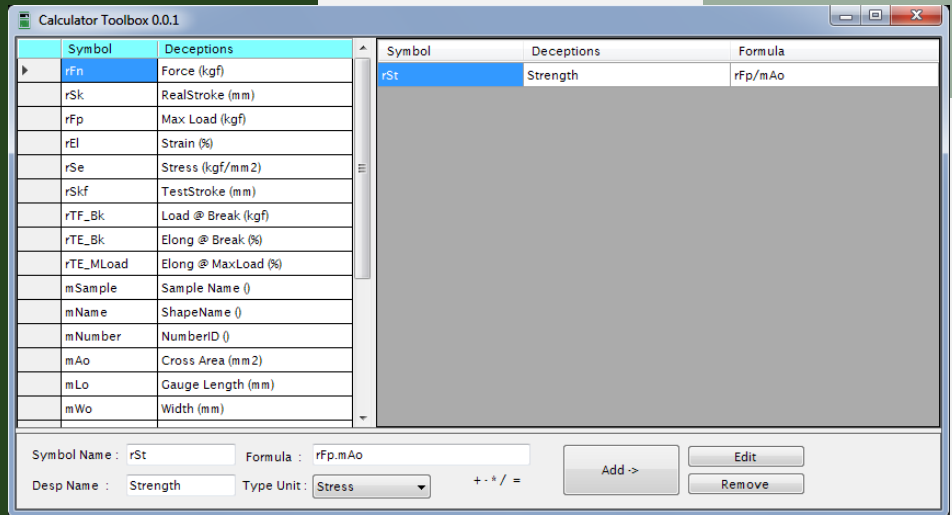 Calculator Toolbox 0.0.1
Symbol Deceptions
rFn Force (kgf)
rSk RealStroke (mm)
rFp Max Load (kgf)
rEl Strain (%)
rSe Stress (kgf/mm2)
rSkf TestStroke (mm)
rTF_Bk Load @ Break (kgf)
rTE_Bk Elong @ Break (%)
rTE_MLoad Elong @ MaxLoad (%)
mSample Sample Name ()
mName ShapeName ()
mNumber NumberID ()
mAo Cross Area (mm2)
mLo Gauge Length (mm)
mWo Width (mm)
Symbol Deceptions Formula
rSt Strength rFp/mAo
Symbol Name : rSt Formula : rFp.mAo
Desp Name : Strength Type Unit : Stress
+ - * / =
Add ->
Edit
Remove